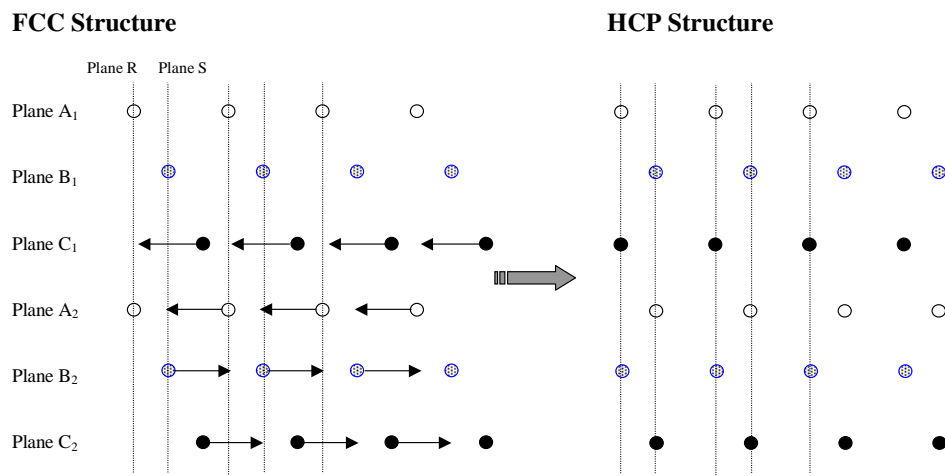 FCC Structure
HCP Structure
Plane R
Plane S
Plane A₁
Plane B₁
Plane C₁
Plane A₂
Plane B₂
Plane C₂